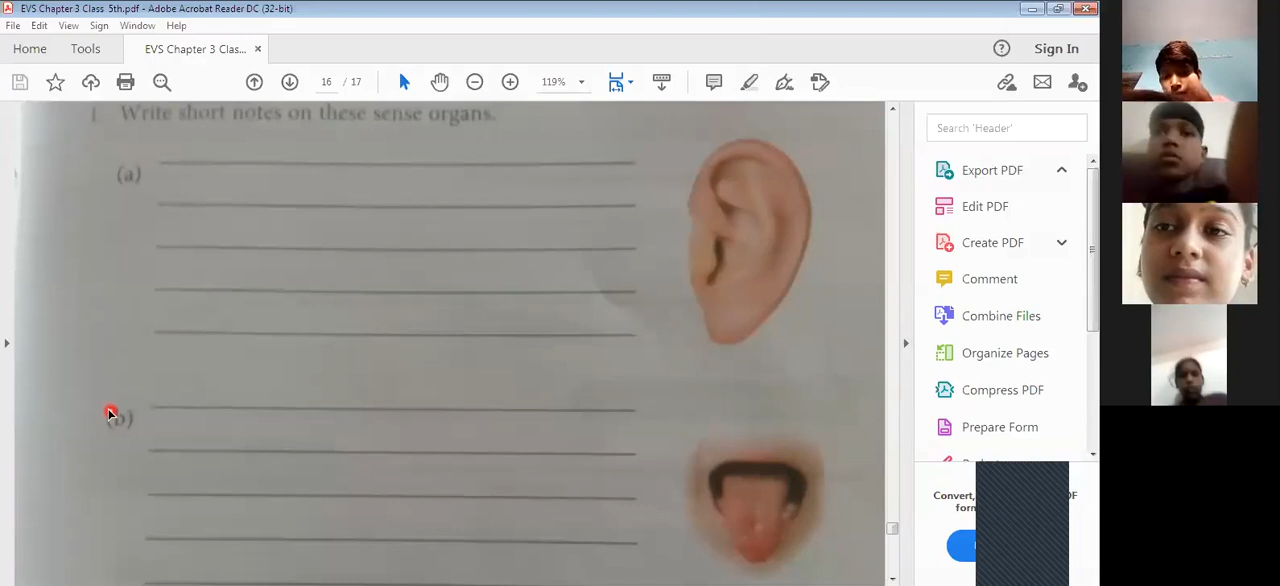 EVS Chapter 3 Class 5th.pdf - Adobe Acrobat Reader DC (32-bit)
File Edit View Sign Window Help
Home Tools EVS Chapter 3 Clas... × Sign In
16 / 17 119%
Write short notes on these sense organs.
(a)
(b)
Search 'Header'
Export PDF
Edit PDF
Create PDF
Comment
Combine Files
Organize Pages
Compress PDF
Prepare Form
Convert,